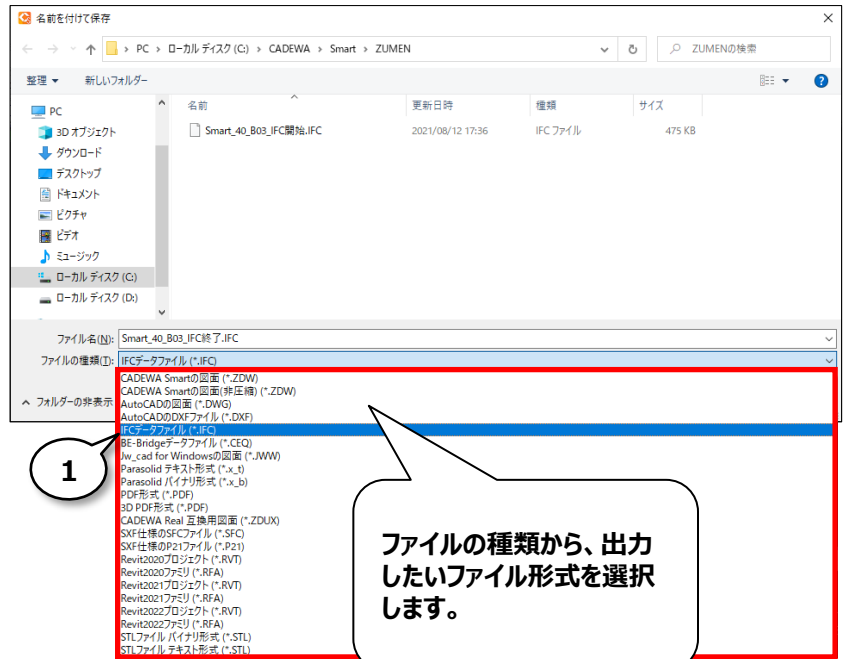 名前を付けて保存
PC › ローカル ディスク (C:) › CADEWA › Smart › ZUMEN
ZUMENの検索
整理 新しいフォルダー
名前 更新日時 種類 サイズ
PC
3D オブジェクト
ダウンロード
デスクトップ
ドキュメント
ピクチャ
ビデオ
ミュージック
ローカル ディスク (C:)
ローカル ディスク (D:)
Smart_40_B03_IFC開始.IFC 2021/08/12 17:36 IFC ファイル 475 KB
ファイル名(N): Smart_40_B03_IFC終了.IFC
ファイルの種類(T): IFCデータファイル (*.IFC)
フォルダーの非表示
CADEWA Smartの図面 (*.ZDW)
CADEWA Smartの図面(非圧縮) (*.ZDW)
AutoCADの図面 (*.DWG)
AutoCADのDXFファイル (*.DXF)
IFCデータファイル (*.IFC)
BE-Bridgeデータファイル (*.CEQ)
Jw_cad for Windowsの図面 (*.JWW)
Parasolid テキスト形式 (*.x_t)
Parasolid バイナリ形式 (*.x_b)
PDF形式 (*.PDF)
3D PDF形式 (*.PDF)
CADEWA Real 互換用図面 (*.ZDUX)
SXF仕様のSFCファイル (*.SFC)
SXF仕様のP21ファイル (*.P21)
Revit2020プロジェクト (*.RVT)
Revit2020ファミリ (*.RFA)
Revit2021プロジェクト (*.RVT)
Revit2021ファミリ (*.RFA)
Revit2022プロジェクト (*.RVT)
Revit2022ファミリ (*.RFA)
STLファイル バイナリ形式 (*.STL)
STLファイル テキスト形式 (*.STL)
1
ファイルの種類から、出力
したいファイル形式を選択
します。